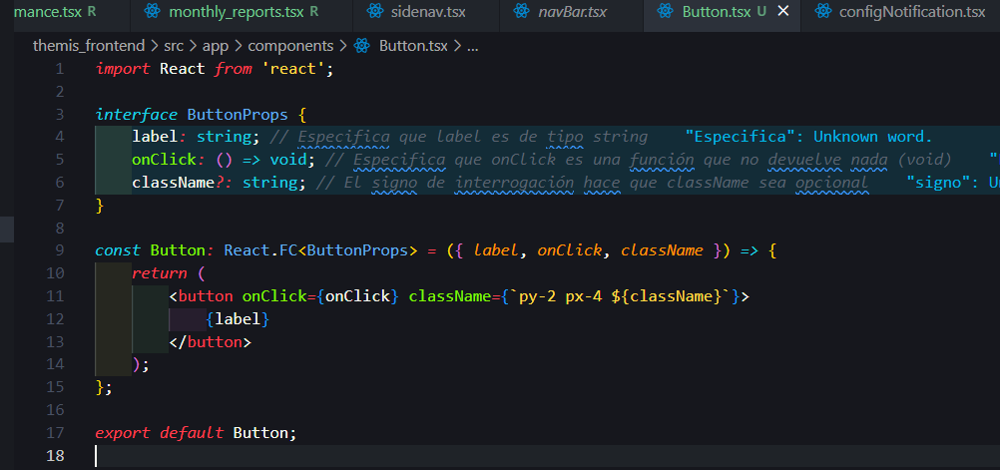 mance.tsx R monthly_reports.tsx R sidenav.tsx navBar.tsx Button.tsx U configNotification.tsx
themis_frontend > src > app > components > Button.tsx > ...
1 import React from 'react';
2
3 interface ButtonProps {
4 label: string; // Especifica que label es de tipo string "Especifica": Unknown word.
5 onClick: () => void; // Especifica que onClick es una función que no devuelve nada (void) "
6 className?: string; // El signo de interrogación hace que className sea opcional "signo": U
7 }
8
9 const Button: React.FC<ButtonProps> = ({ label, onClick, className }) => {
10 return (
11 <button onClick={onClick} className={`py-2 px-4 ${className}`}>
12 {label}
13 </button>
14 );
15 };
16
17 export default Button;
18